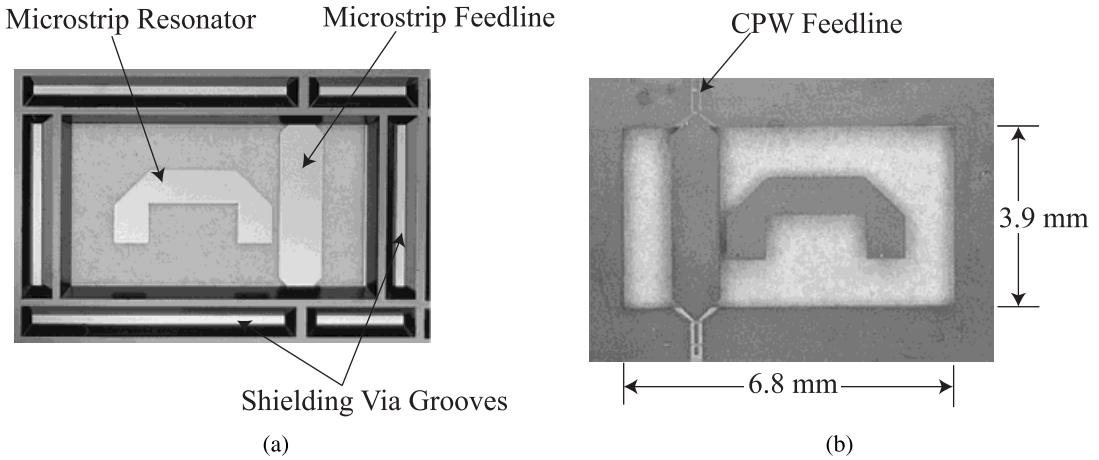 Microstrip Resonator
Microstrip Feedline
CPW Feedline
3.9 mm
6.8 mm
Shielding Via Grooves
(a)
(b)